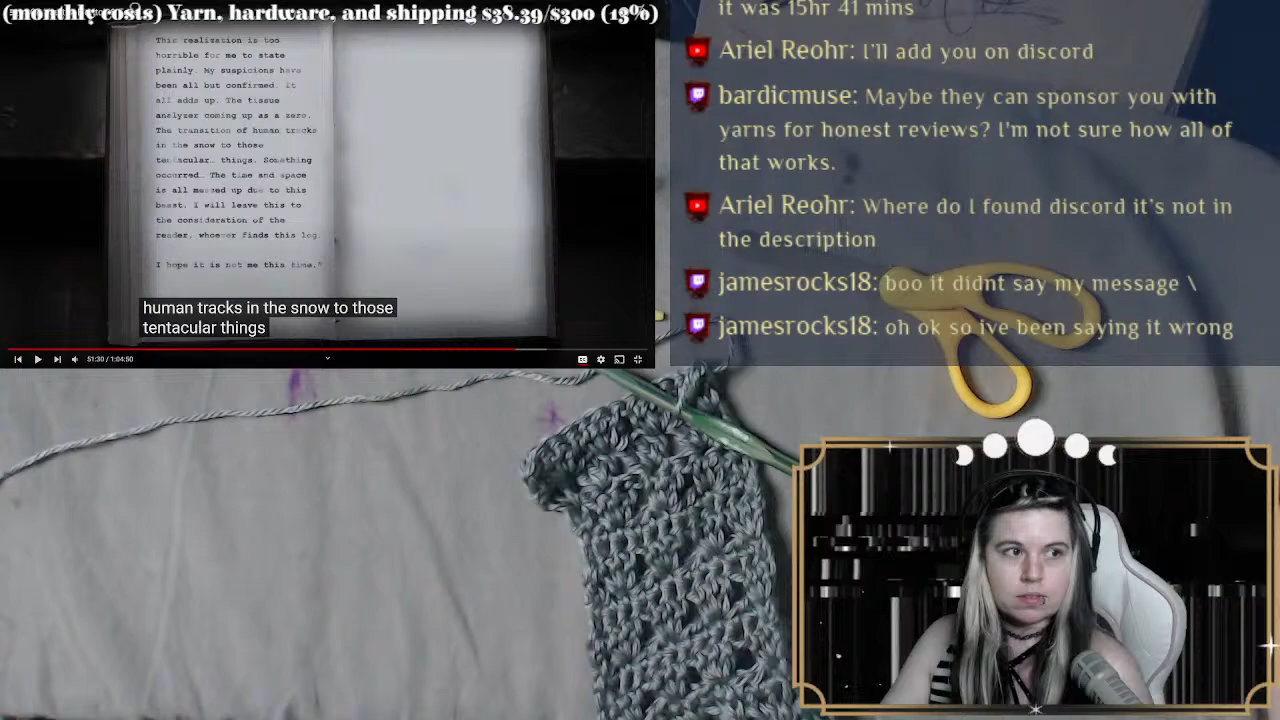 (monthly costs) Yarn, hardware, and shipping $38.39/$300 (13%)
This realization is too
horrible for me to state
plainly. My suspicions have
been all but confirmed. It
all adds up. The tissue
analyzer coming up as a zero.
The transition of human tracks
in the snow to those
tentacular… things. Something
occurred… The time and space
is all messed up due to this
beast. I will leave this to
the consideration of the
reader, whoever finds this log.
I hope it is not me this time."
human tracks in the snow to those
tentacular things
51:30 / 1:04:50
it was 15hr 41 mins
Ariel Reohr: I'll add you on discord
bardicmuse: Maybe they can sponsor you with
yarns for honest reviews? I'm not sure how all of
that works.
Ariel Reohr: Where do I found discord it's not in
the description
jamesrocks18: boo it didnt say my message \
jamesrocks18: oh ok so ive been saying it wrong